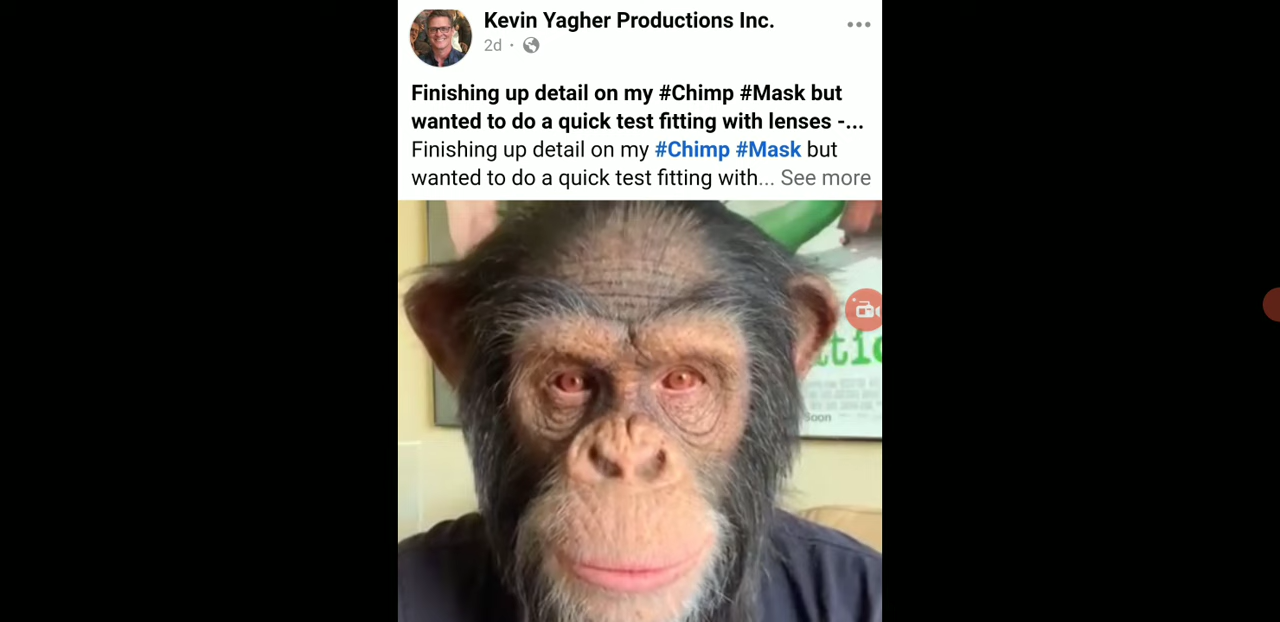 Kevin Yagher Productions Inc.
2d ·
Finishing up detail on my #Chimp #Mask but
wanted to do a quick test fitting with lenses -...
Finishing up detail on my #Chimp #Mask but
wanted to do a quick test fitting with... See more
ttic
Soon